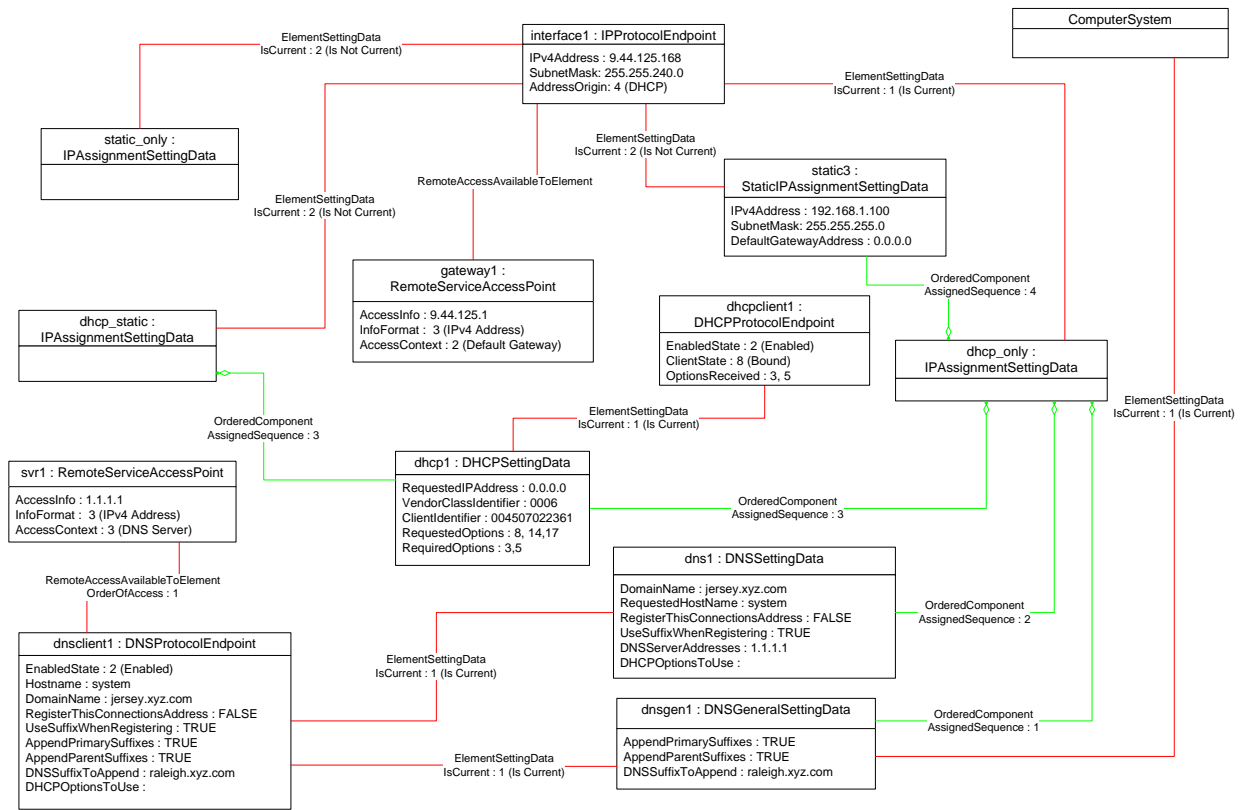 ComputerSystem
ElementSettingData
IsCurrent : 2 (Is Not Current)
interface1 : IPProtocolEndpoint
IPv4Address : 9.44.125.168
SubnetMask: 255.255.240.0
AddressOrigin: 4 (DHCP)
ElementSettingData
IsCurrent : 1 (Is Current)
static_only :
IPAssignmentSettingData
ElementSettingData
IsCurrent : 2 (Is Not Current)
RemoteAccessAvailableToElement
static3 :
StaticIPAssignmentSettingData
IPv4Address : 192.168.1.100
SubnetMask: 255.255.255.0
DefaultGatewayAddress : 0.0.0.0
ElementSettingData
IsCurrent : 2 (Is Not Current)
gateway1 :
RemoteServiceAccessPoint
AccessInfo : 9.44.125.1
InfoFormat : 3 (IPv4 Address)
AccessContext : 2 (Default Gateway)
OrderedComponent
AssignedSequence : 4
dhcp_static :
IPAssignmentSettingData
dhcpclient1 :
DHCPProtocolEndpoint
EnabledState : 2 (Enabled)
ClientState : 8 (Bound)
OptionsReceived : 3, 5
dhcp_only :
IPAssignmentSettingData
ElementSettingData
IsCurrent : 1 (Is Current)
OrderedComponent
AssignedSequence : 3
ElementSettingData
IsCurrent : 1 (Is Current)
svr1 : RemoteServiceAccessPoint
AccessInfo : 1.1.1.1
InfoFormat : 3 (IPv4 Address)
AccessContext : 3 (DNS Server)
dhcp1 : DHCPSettingData
RequestedIPAddress : 0.0.0.0
VendorClassIdentifier : 0006
ClientIdentifier : 004507022361
RequestedOptions : 8, 14,17
RequiredOptions : 3,5
OrderedComponent
AssignedSequence : 3
RemoteAccessAvailableToElement
OrderOfAccess : 1
dns1 : DNSSettingData
DomainName : jersey.xyz.com
RequestedHostName : system
RegisterThisConnectionsAddress : FALSE
UseSuffixWhenRegistering : TRUE
DNSServerAddresses : 1.1.1.1
DHCPOptionsToUse :
OrderedComponent
AssignedSequence : 2
dnsclient1 : DNSProtocolEndpoint
EnabledState : 2 (Enabled)
Hostname : system
DomainName : jersey.xyz.com
RegisterThisConnectionsAddress : FALSE
UseSuffixWhenRegistering : TRUE
AppendPrimarySuffixes : TRUE
AppendParentSuffixes : TRUE
DNSSuffixToAppend : raleigh.xyz.com
DHCPOptionsToUse :
ElementSettingData
IsCurrent : 1 (Is Current)
dnsgen1 : DNSGeneralSettingData
AppendPrimarySuffixes : TRUE
AppendParentSuffixes : TRUE
DNSSuffixToAppend : raleigh.xyz.com
OrderedComponent
AssignedSequence : 1
ElementSettingData
IsCurrent : 1 (Is Current)